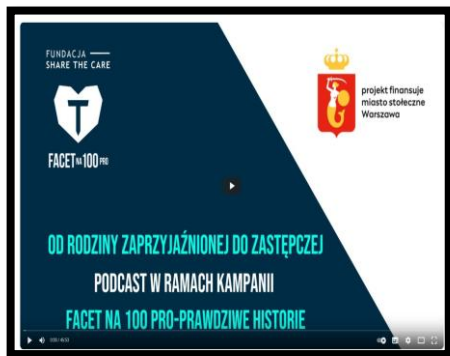 FUNDACJA
SHARE THE CARE
T
FACET NA 100 PRO
projekt finansuje
miasto stołeczne
Warszawa
OD RODZINY ZAPRZYJAŹNIONEJ DO ZASTĘPCZEJ
PODCAST W RAMACH KAMPANII
FACET NA 100 PRO-PRAWDZIWE HISTORIE